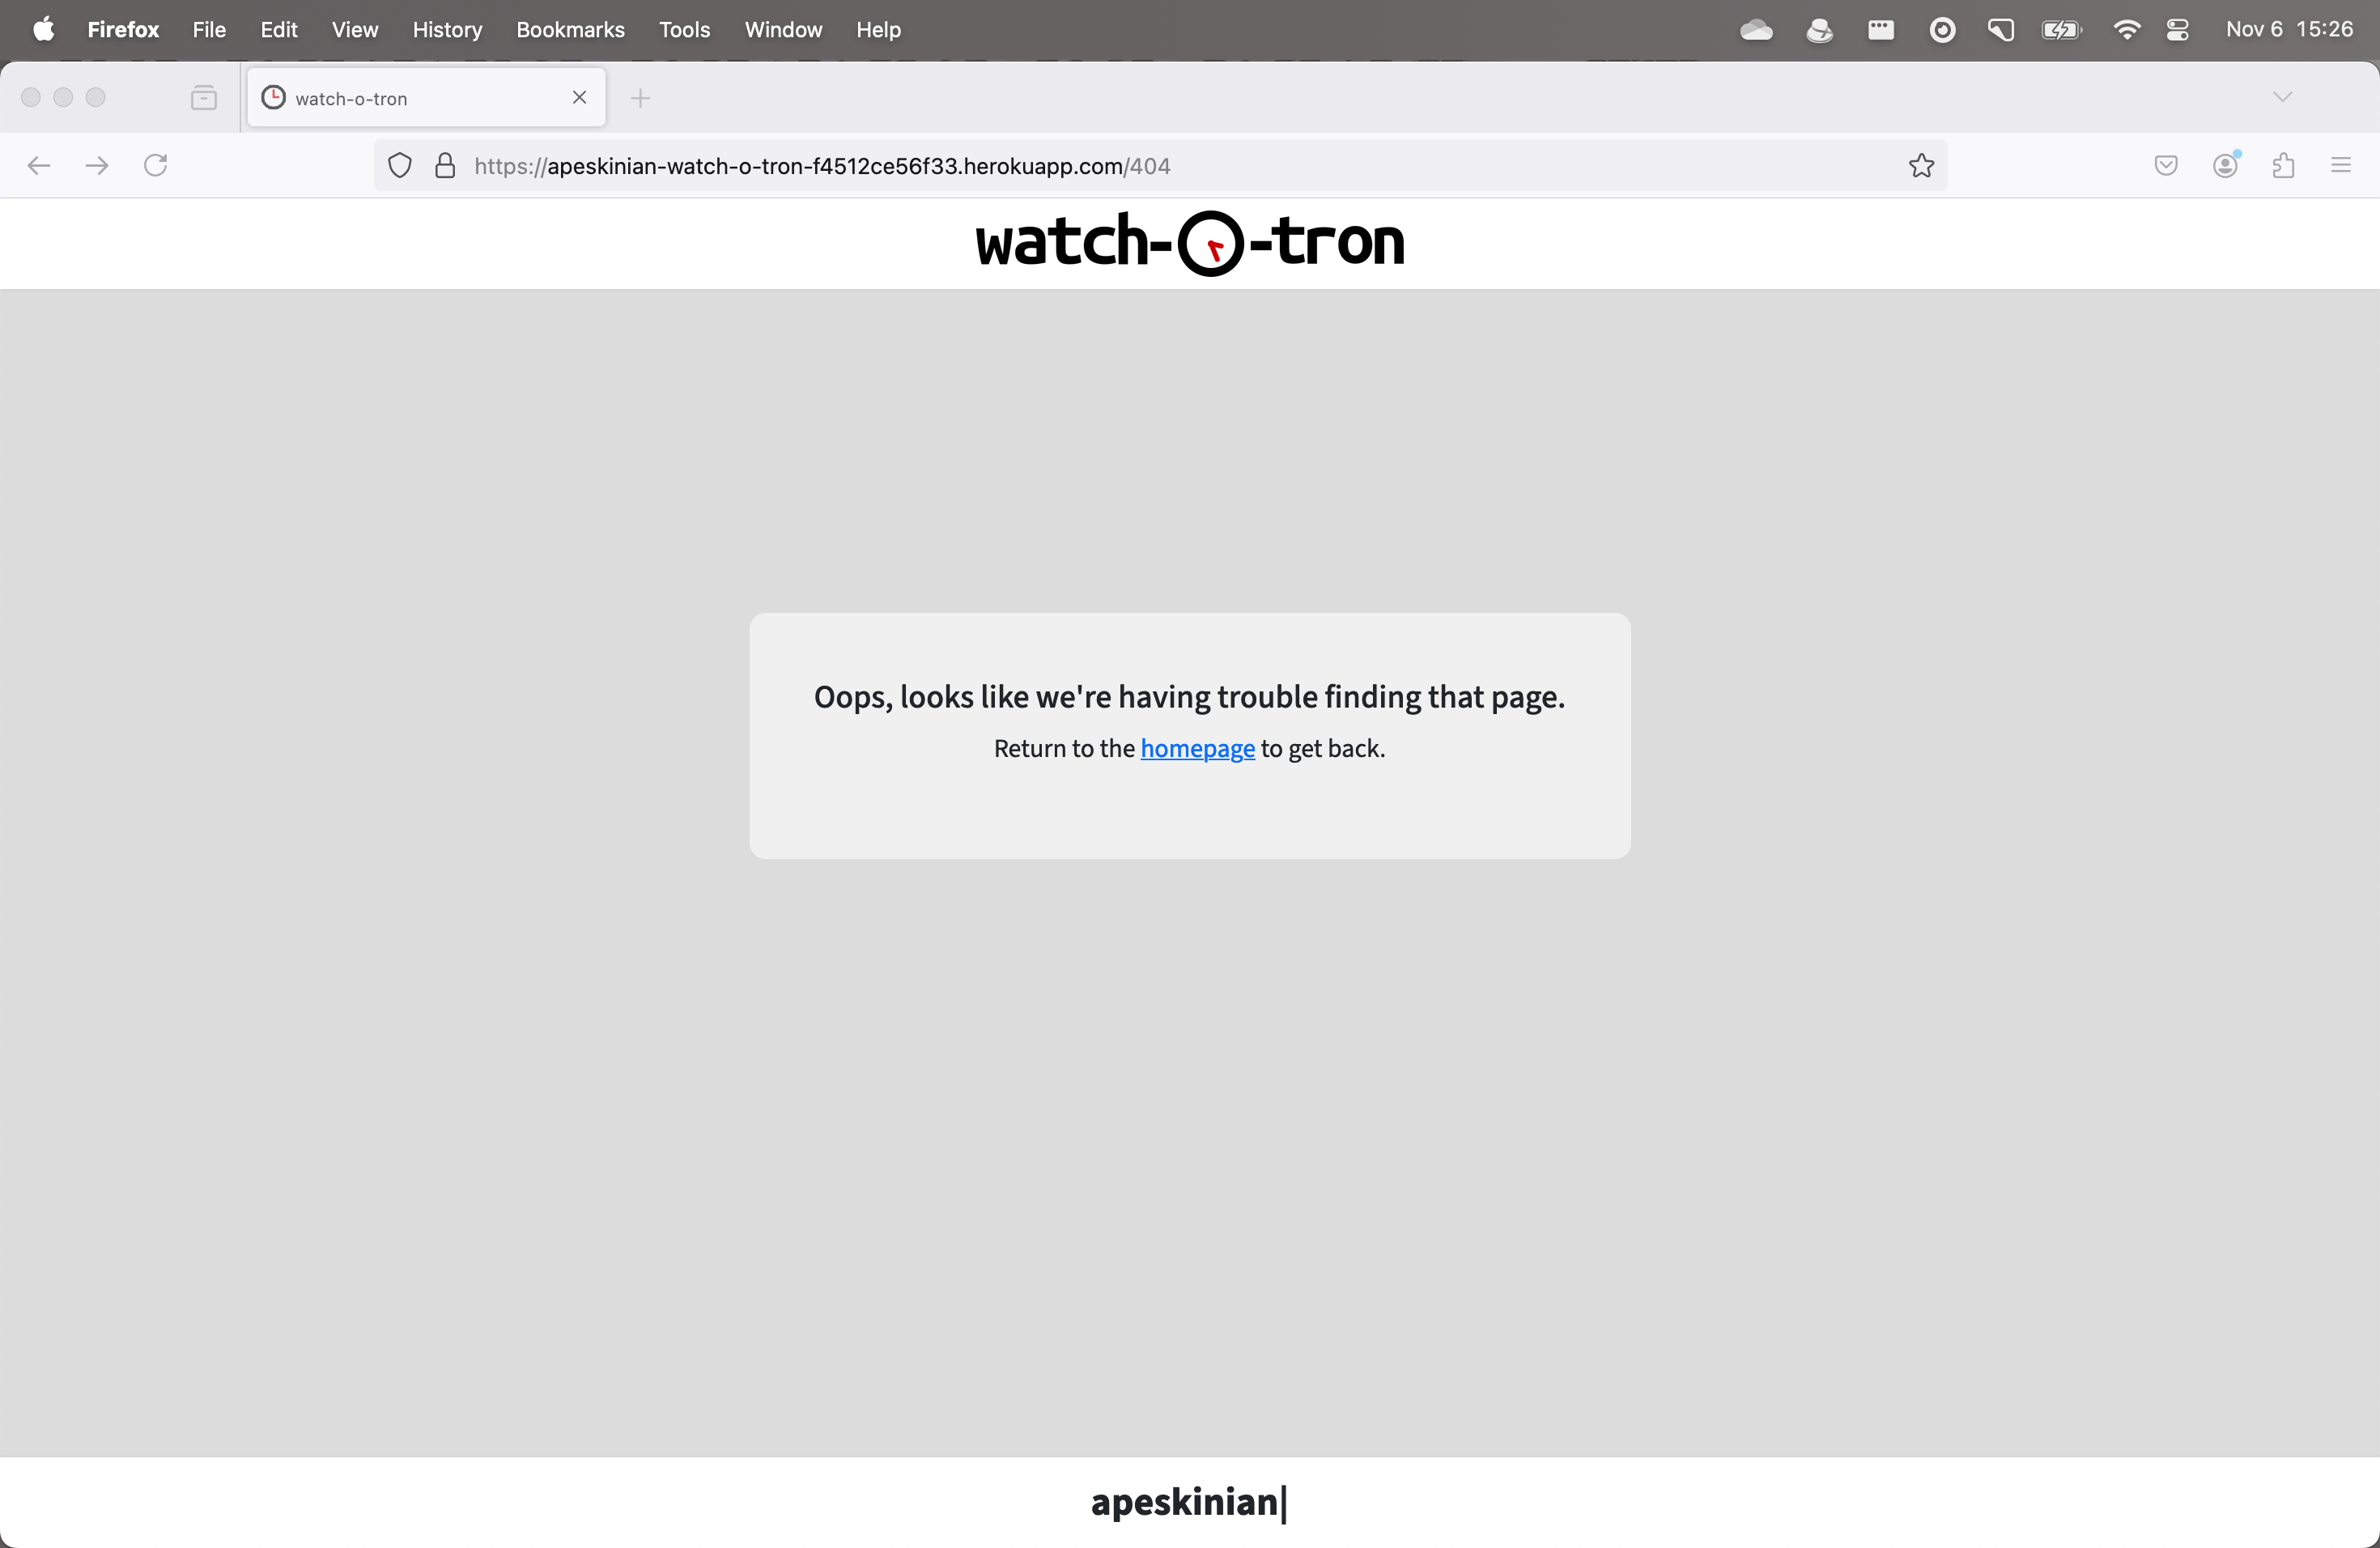 Firefox File Edit View History Bookmarks Tools Window Help Nov 6 15:26
watch-o-tron
https://apeskinian-watch-o-tron-f4512ce56f33.herokuapp.com/404
watch-O-tron
Oops, looks like we're having trouble finding that page.
Return to the homepage to get back.
apeskinian|